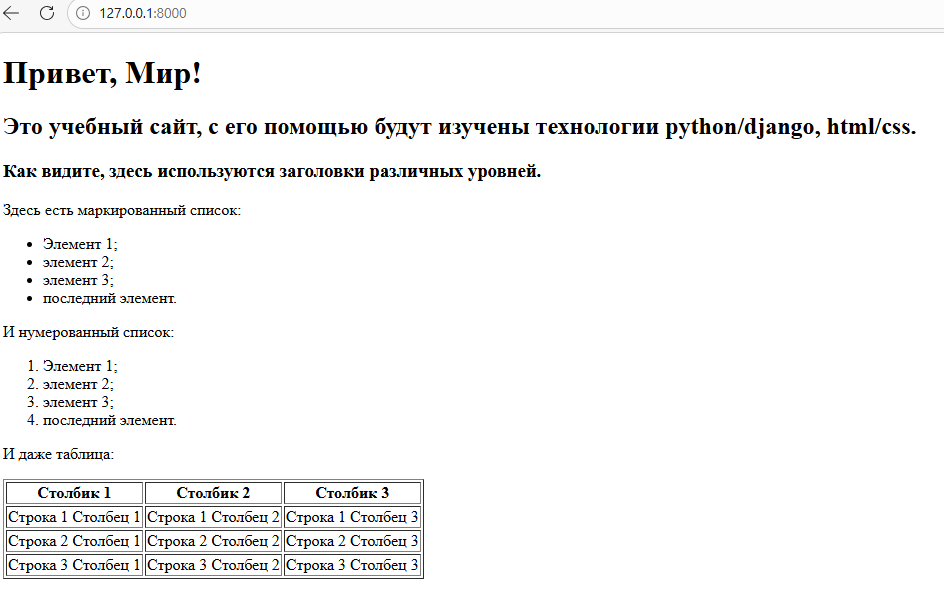 127.0.0.1:8000
Привет, Мир!
Это учебный сайт, с его помощью будут изучены технологии python/django, html/css.
Как видите, здесь используются заголовки различных уровней.
Здесь есть маркированный список:
• Элемент 1;
• элемент 2;
• элемент 3;
• последний элемент.
И нумерованный список:
1. Элемент 1;
2. элемент 2;
3. элемент 3;
4. последний элемент.
И даже таблица:
Столбик 1 Столбик 2 Столбик 3
Строка 1 Столбец 1 Строка 1 Столбец 2 Строка 1 Столбец 3
Строка 2 Столбец 1 Строка 2 Столбец 2 Строка 2 Столбец 3
Строка 3 Столбец 1 Строка 3 Столбец 2 Строка 3 Столбец 3